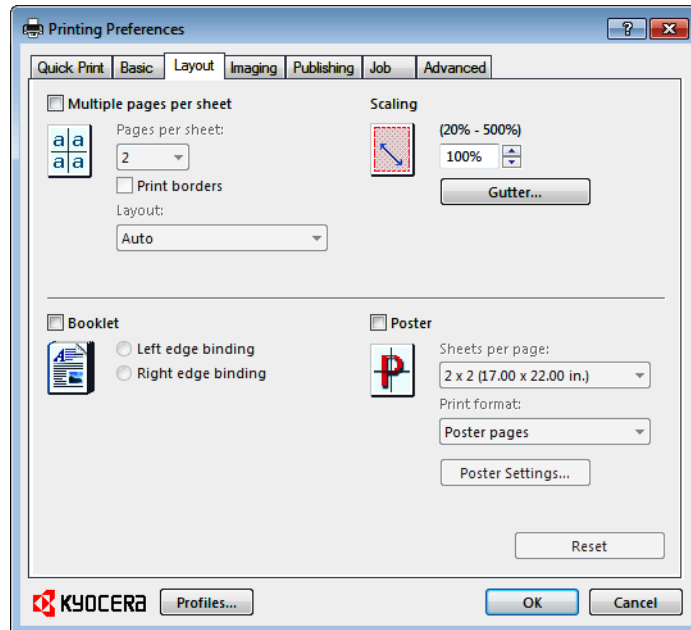 Printing Preferences
Quick Print Basic Layout Imaging Publishing Job Advanced
Multiple pages per sheet
Pages per sheet:
a a
a a
2
Print borders
Layout:
Auto
Scaling
(20% - 500%)
100%
Gutter...
Booklet
Left edge binding
Right edge binding
A
Poster
Sheets per page:
P
2 x 2 (17.00 x 22.00 in.)
Print format:
Poster pages
Poster Settings...
Reset
KYOCERA Profiles... OK Cancel